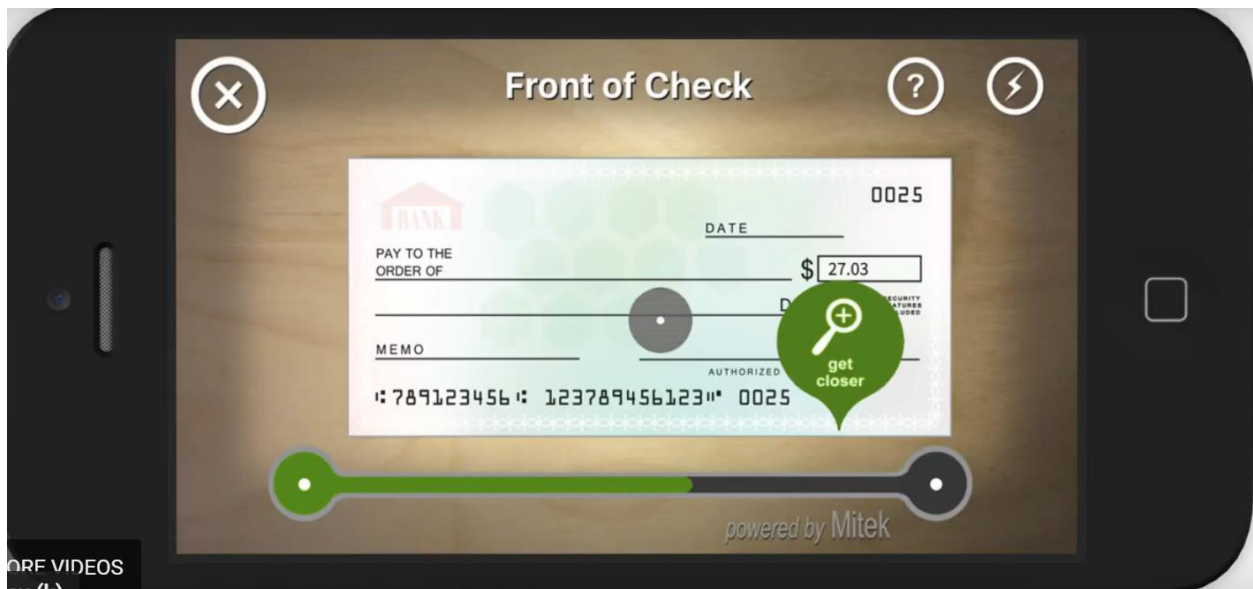 Front of Check
?
BANK
0025
DATE
PAY TO THE
ORDER OF
$ 27.03
D
SECURITY
MEMO
get
closer
AUTHORIZED
⑆789123456⑆ 123789456123⑈ 0025
powered by Mitek
ORE VIDEOS